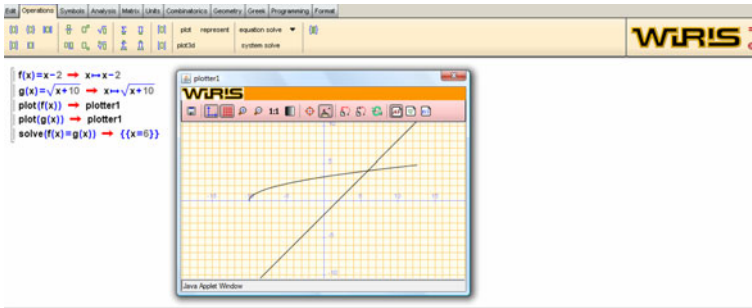 Edit Operations Symbols Analysis Matrix Units Combinatorics Geometry Greek Programming Format
plot represent equation solve
plot3d system solve
WIRIS
f(x)=x-2 → x↦x-2
g(x)=√x+10 → x↦√x+10
plot(f(x)) → plotter1
plot(g(x)) → plotter1
solve(f(x)=g(x)) → {{x=6}}
plotter1
WIRIS
1:1
Java Applet Window